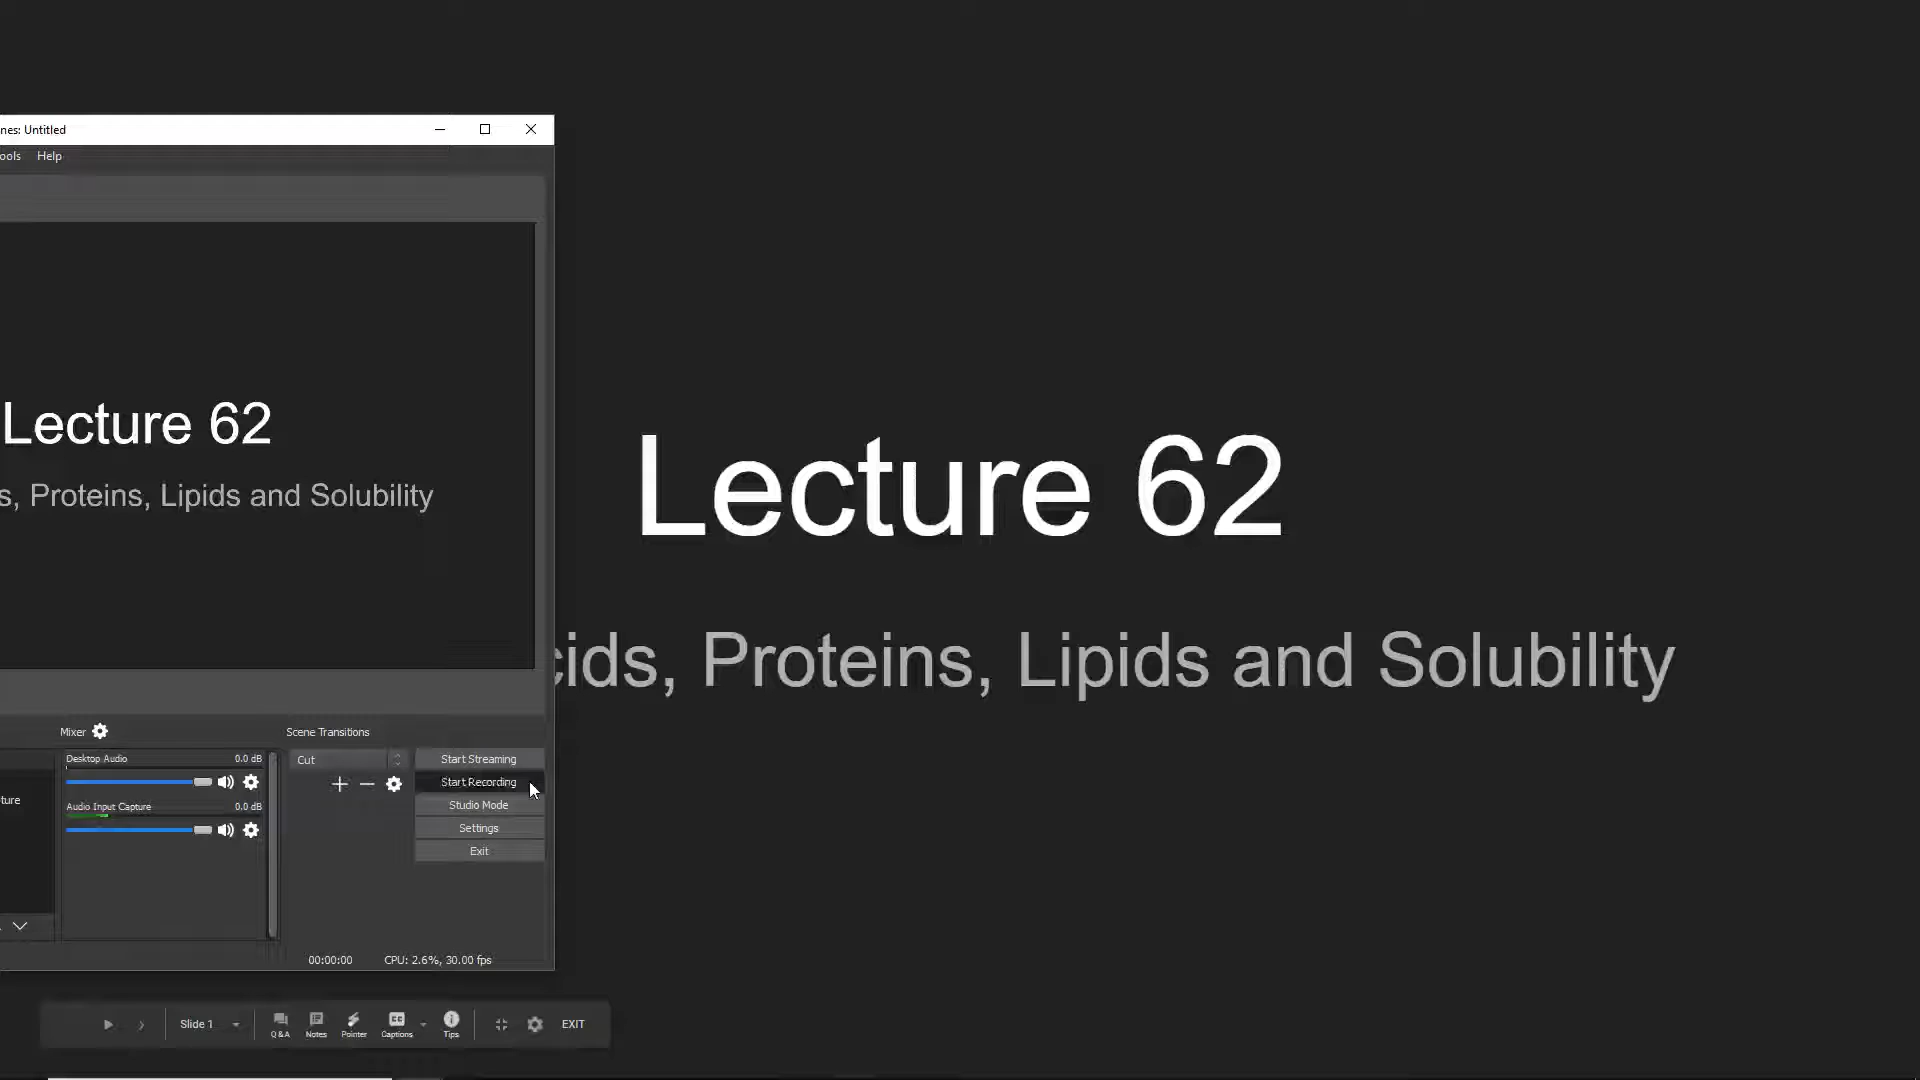 nes: Untitled
ools Help
Lecture 62
s, Proteins, Lipids and Solubility
Lecture 62
cids, Proteins, Lipids and Solubility
Mixer
Scene Transitions
Desktop Audio 0.0 dB
Cut
Start Streaming
Start Recording
ture
Audio Input Capture 0.0 dB
Studio Mode
Settings
Exit
00:00:00 CPU: 2.6%, 30.00 fps
Slide 1
Q&A
Notes
Pointer
CC
Captions
Tips
EXIT